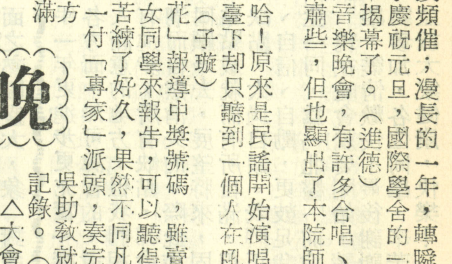 頻催；漫長的一年，轉瞬
慶祝元旦，國際學舍的一
揭幕了。（進德）
音樂晚會，有許多合唱、
肅些，但也顯出了本院師
哈！原來是民謠開始演唱
臺下却只聽到一個人在吼
（子璇）
花」報導中獎號碼，雖賣
女同學來報告，可以聽得
苦練了好久，果然不同凡
一付「專家」派頭，奏完
方
滿
晚
吳助教就
記錄。（
△大會